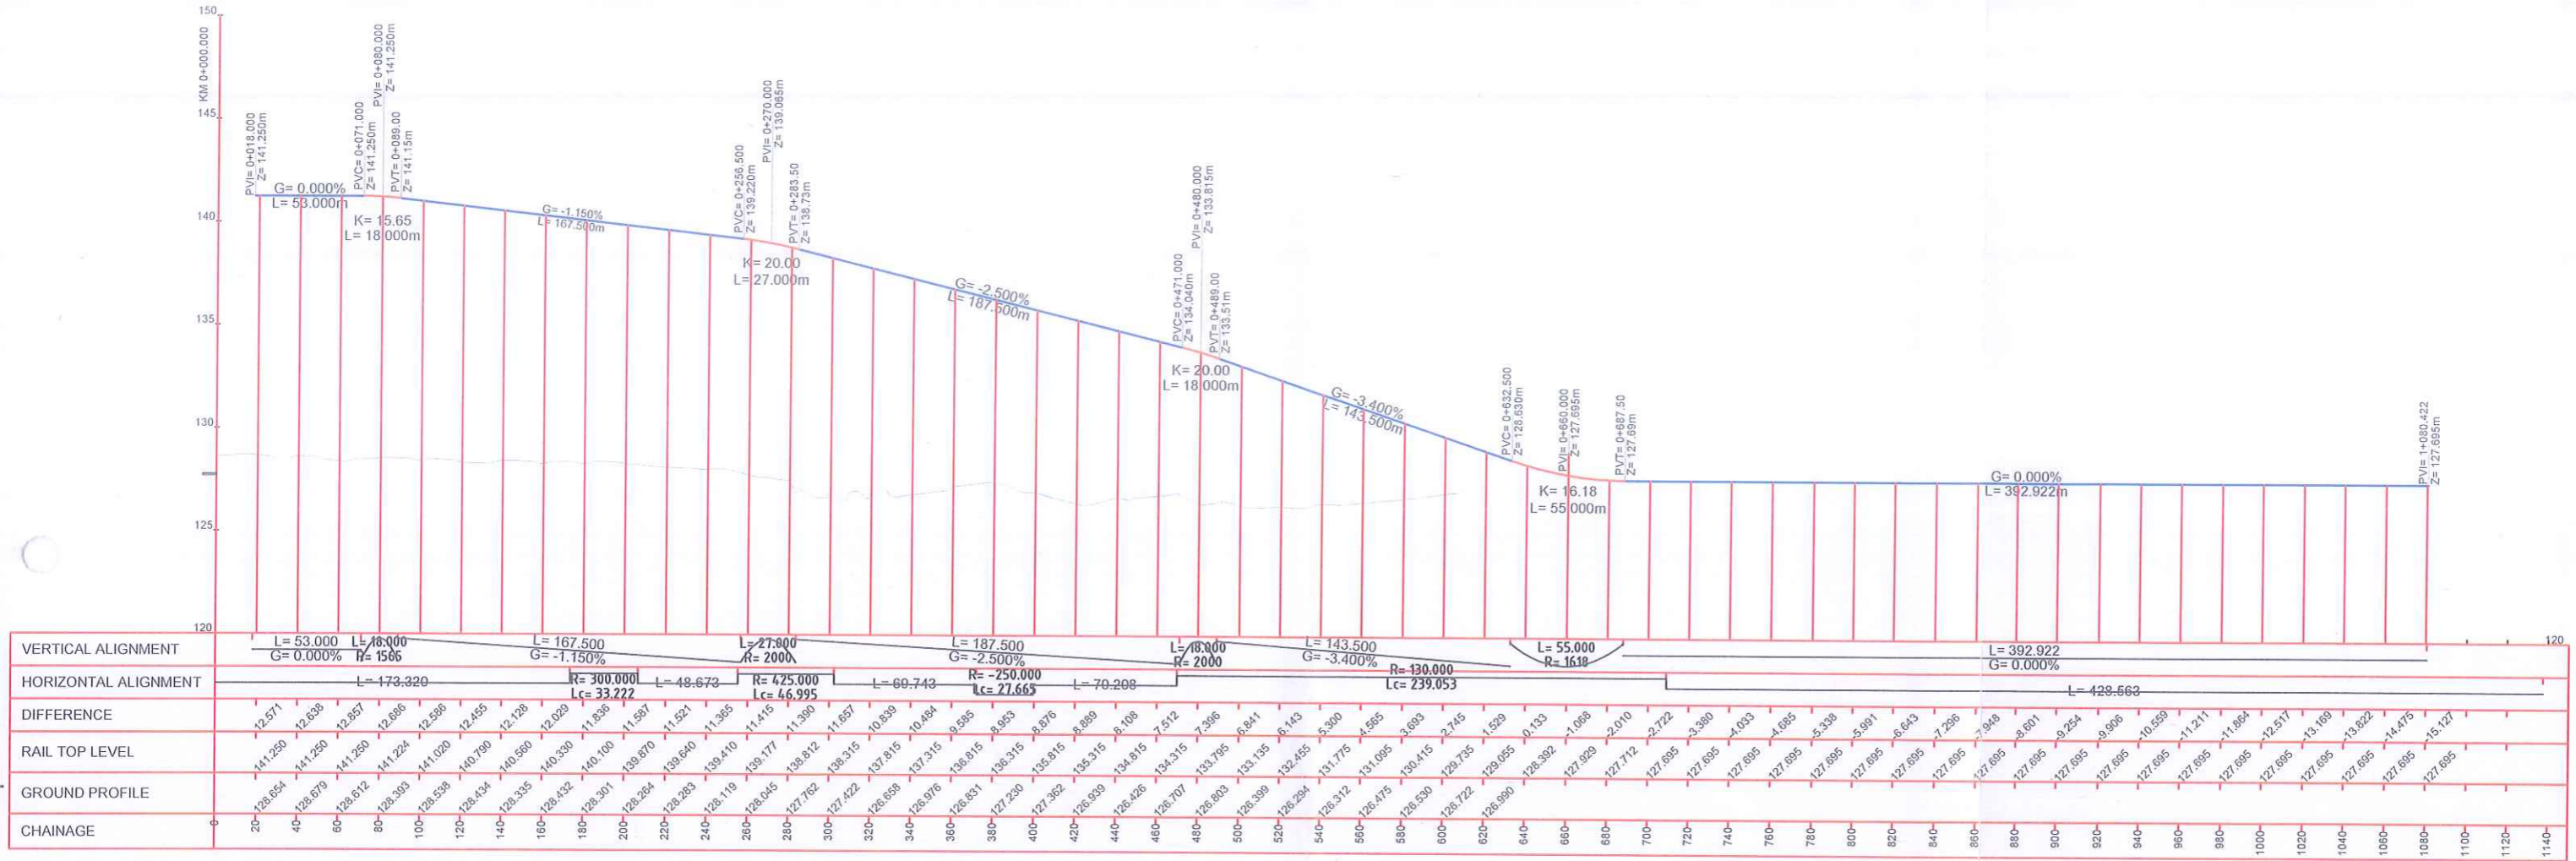 150
145
140
135
130
125
120
KM 0+000.000
PVI= 0+018.000
Z= 141.250m
G= 0.000%
L= 53.000m
PVC= 0+071.000
Z= 141.250m
PVI= 0+080.000
Z= 141.250m
PVT= 0+089.00
Z= 141.15m
K= 15.65
L= 18.000m
G= -1.150%
L= 167.500m
PVC= 0+256.500
Z= 139.220m
PVI= 0+270.000
Z= 139.065m
PVT= 0+283.50
Z= 138.73m
K= 20.00
L= 27.000m
G= -2.500%
L= 187.500m
PVC= 0+471.000
Z= 134.040m
PVI= 0+480.000
Z= 133.815m
PVT= 0+489.00
Z= 133.51m
K= 20.00
L= 18.000m
G= -3.400%
L= 143.500m
PVC= 0+632.500
Z= 128.630m
PVI= 0+660.000
Z= 127.695m
PVT= 0+687.50
Z= 127.69m
K= 16.18
L= 55.000m
G= 0.000%
L= 392.922m
PVI= 1+080.422
Z= 127.695m
120
VERTICAL ALIGNMENT
L= 53.000 L= 18.000 L= 167.500 L= 27.000 L= 187.500 L= 18.000 L= 143.500 L= 55.000 L= 392.922
G= 0.000% R= 1565 G= -1.150% R= 2000 G= -2.500% R= 2000 G= -3.400% R= 1618 G= 0.000%
HORIZONTAL ALIGNMENT
L= 173.320 R= 300.000 L= 48.673 R= 425.000 L= 69.743 R= -250.000 L= 70.208 R= 130.000 L= 428.563
Lc= 33.222 Lc= 46.995 Lc= 27.665 Lc= 239.053
DIFFERENCE
12.571 12.638 12.857 12.686 12.586 12.455 12.128 12.029 11.836 11.587 11.521 11.365 11.415 11.390 11.657 10.839 10.484 9.585 8.953 8.876 8.889 8.108 7.512 7.396 6.841 6.143 5.300 4.565 3.693 2.745 1.529 0.133 -1.068 -2.010 -2.722 -3.380 -4.033 -4.685 -5.338 -5.991 -6.643 -7.296 -7.948 -8.601 -9.254 -9.906 -10.559 -11.211 -11.864 -12.517 -13.169 -13.822 -14.475 -15.127
RAIL TOP LEVEL
141.250 141.250 141.250 141.224 141.020 140.790 140.560 140.330 140.100 139.870 139.640 139.410 139.177 138.812 138.315 137.815 137.315 136.815 136.315 135.815 135.315 134.815 134.315 133.795 133.135 132.455 131.775 131.095 130.415 129.735 129.055 128.392 127.929 127.712 127.695 127.695 127.695 127.695 127.695 127.695 127.695 127.695 127.695 127.695 127.695 127.695 127.695 127.695 127.695 127.695 127.695 127.695 127.695 127.695
GROUND PROFILE
128.654 128.679 128.612 128.393 128.538 128.434 128.335 128.432 128.301 128.264 128.283 128.119 128.045 127.762 127.422 126.658 126.976 126.831 127.230 127.362 126.939 126.426 126.707 126.803 126.399 126.294 126.312 126.475 126.530 126.722 126.990
CHAINAGE
0 20 40 60 80 100 120 140 160 180 200 220 240 260 280 300 320 340 360 380 400 420 440 460 480 500 520 540 560 580 600 620 640 660 680 700 720 740 760 780 800 820 840 860 880 900 920 940 960 980 1000 1020 1040 1060 1080 1100 1120 1140